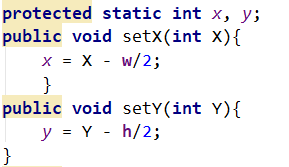 protected static int x, y;
public void setX(int X){
    x = X - w/2;
    }
public void setY(int Y){
    y = Y - h/2;
}